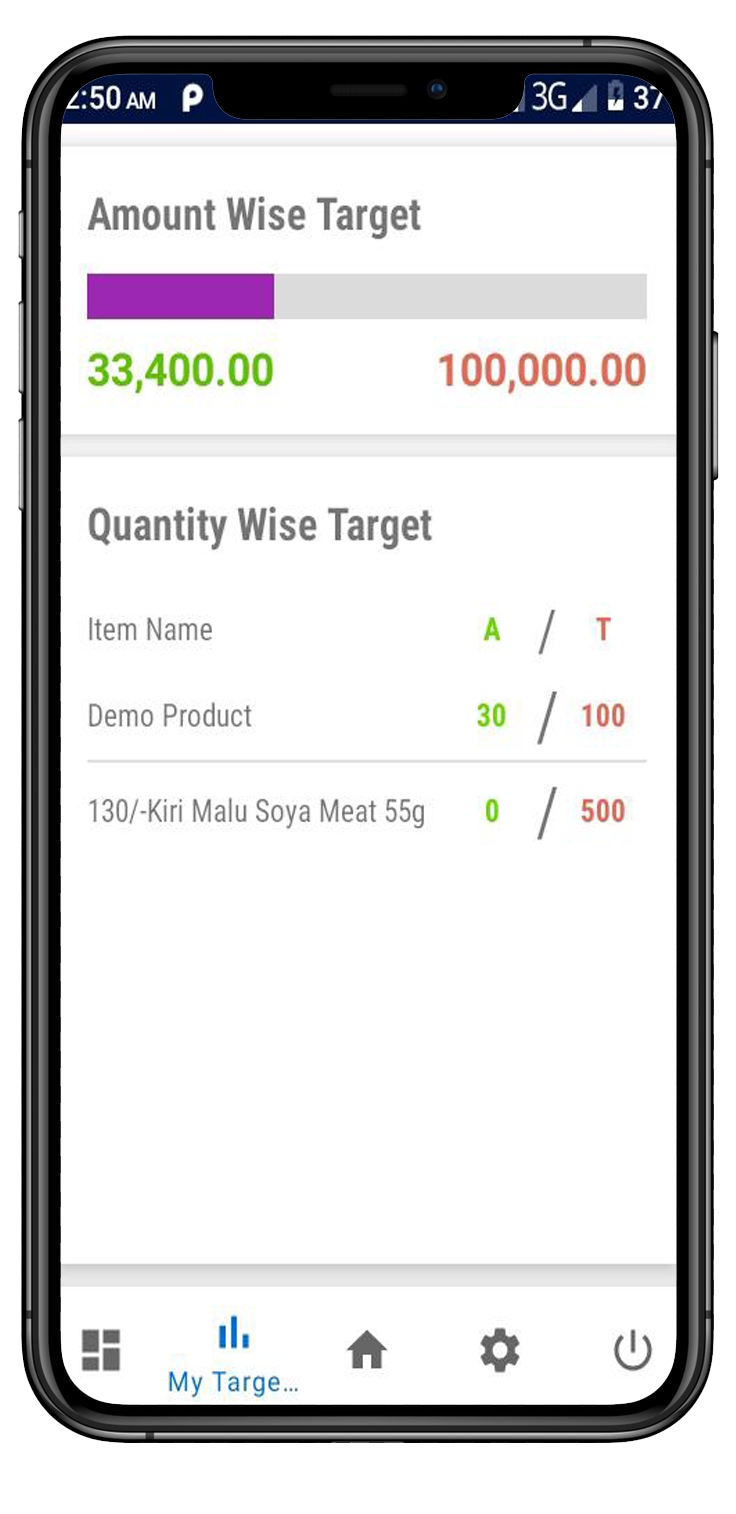 2:50 AM P 3G 37
Amount Wise Target
33,400.00 100,000.00
Quantity Wise Target
Item Name A / T
Demo Product 30 / 100
130/-Kiri Malu Soya Meat 55g 0 / 500
My Targe...